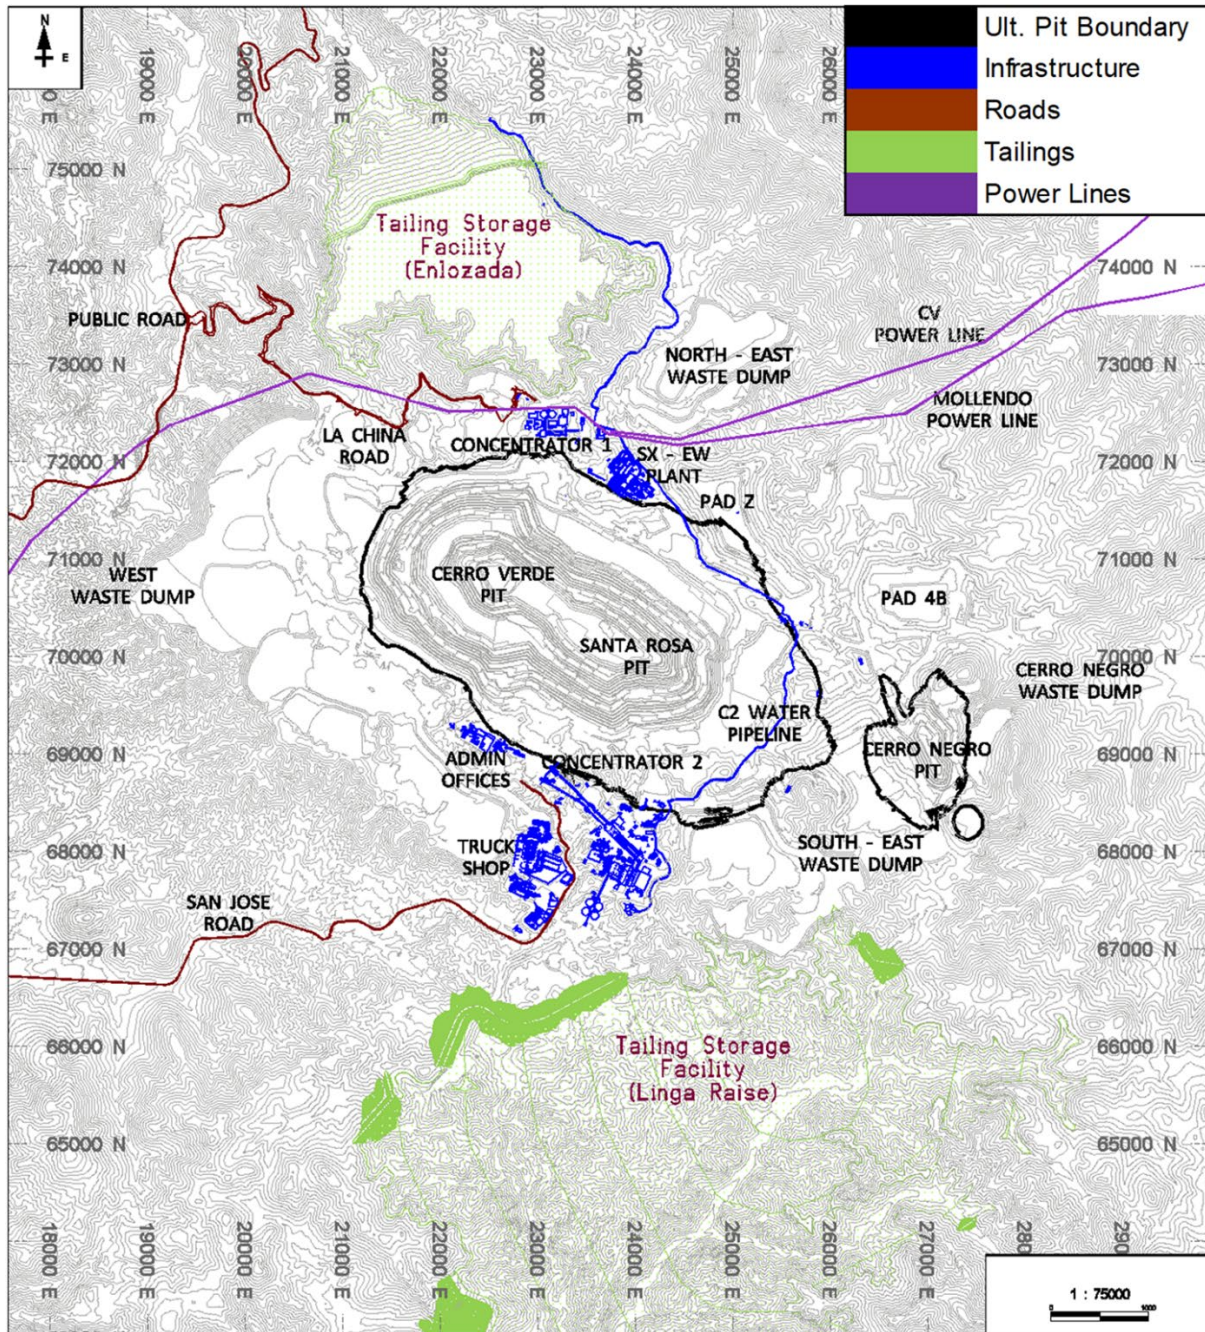 N
E
Ult. Pit Boundary
Infrastructure
Roads
Tailings
Power Lines
18000 E
19000 E
20000 E
21000 E
22000 E
23000 E
24000 E
25000 E
26000 E
75000 N
Tailing Storage
Facility
(Enlozada)
74000 N
74000 N
PUBLIC ROAD
CV
POWER LINE
73000 N
NORTH - EAST
WASTE DUMP
73000 N
MOLLENDO
POWER LINE
LA CHINA
ROAD
CONCENTRATOR 1
72000 N
SX - EW
PLANT
72000 N
PAD Z
71000 N
71000 N
WEST
WASTE DUMP
CERRO VERDE
PIT
PAD 4B
SANTA ROSA
PIT
70000 N
70000 N
CERRO NEGRO
WASTE DUMP
C2 WATER
PIPELINE
69000 N
ADMIN
OFFICES
CONCENTRATOR 2
CERRO NEGRO
PIT
69000 N
68000 N
TRUCK
SHOP
SOUTH - EAST
WASTE DUMP
68000 N
SAN JOSE
ROAD
67000 N
67000 N
66000 N
Tailing Storage
Facility
(Linga Raise)
66000 N
65000 N
65000 N
18000 E
19000 E
20000 E
21000 E
22000 E
23000 E
24000 E
25000 E
26000 E
27000 E
280
290
1 : 75000
0
1000